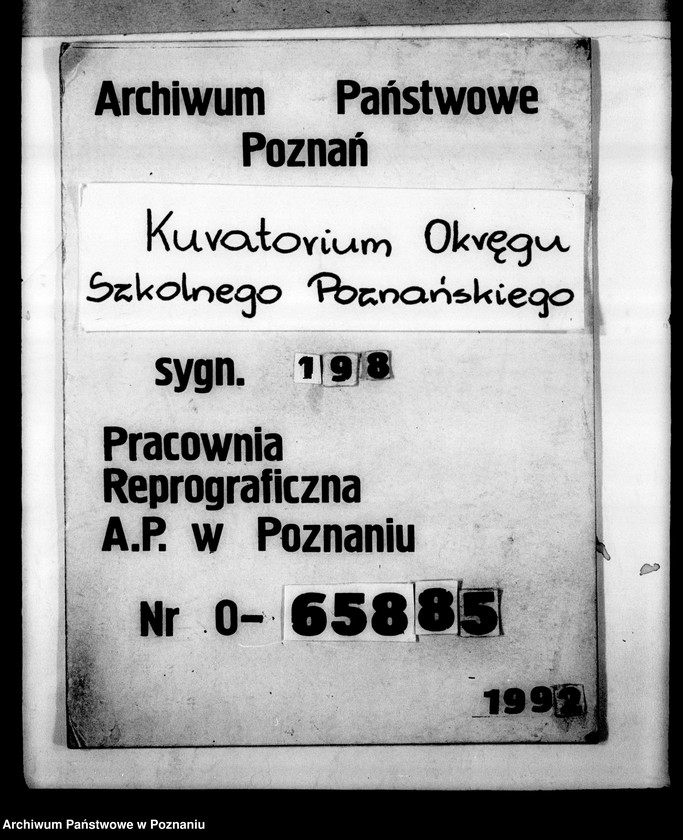 Archiwum Państwowe
Poznań
Kuratorium Okręgu
Szkolnego Poznańskiego
sygn. 198
Pracownia
Reprograficzna
A.P. w Poznaniu
Nr 0-65885
1992
Archiwum Państwowe w Poznaniu